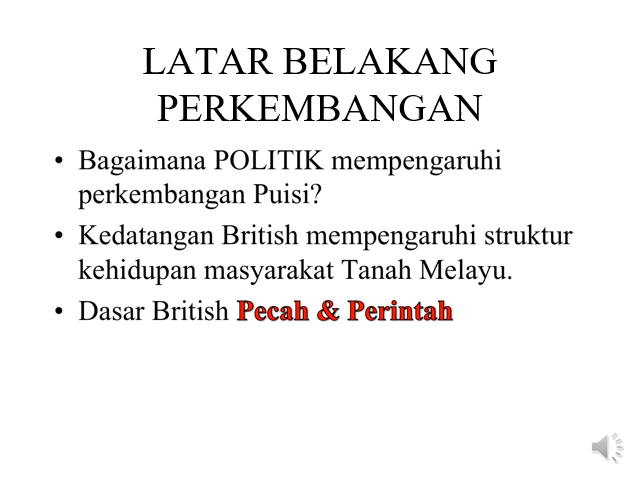 LATAR BELAKANG
PERKEMBANGAN
• Bagaimana POLITIK mempengaruhi
perkembangan Puisi?
• Kedatangan British mempengaruhi struktur
kehidupan masyarakat Tanah Melayu.
• Dasar British Pecah & Perintah